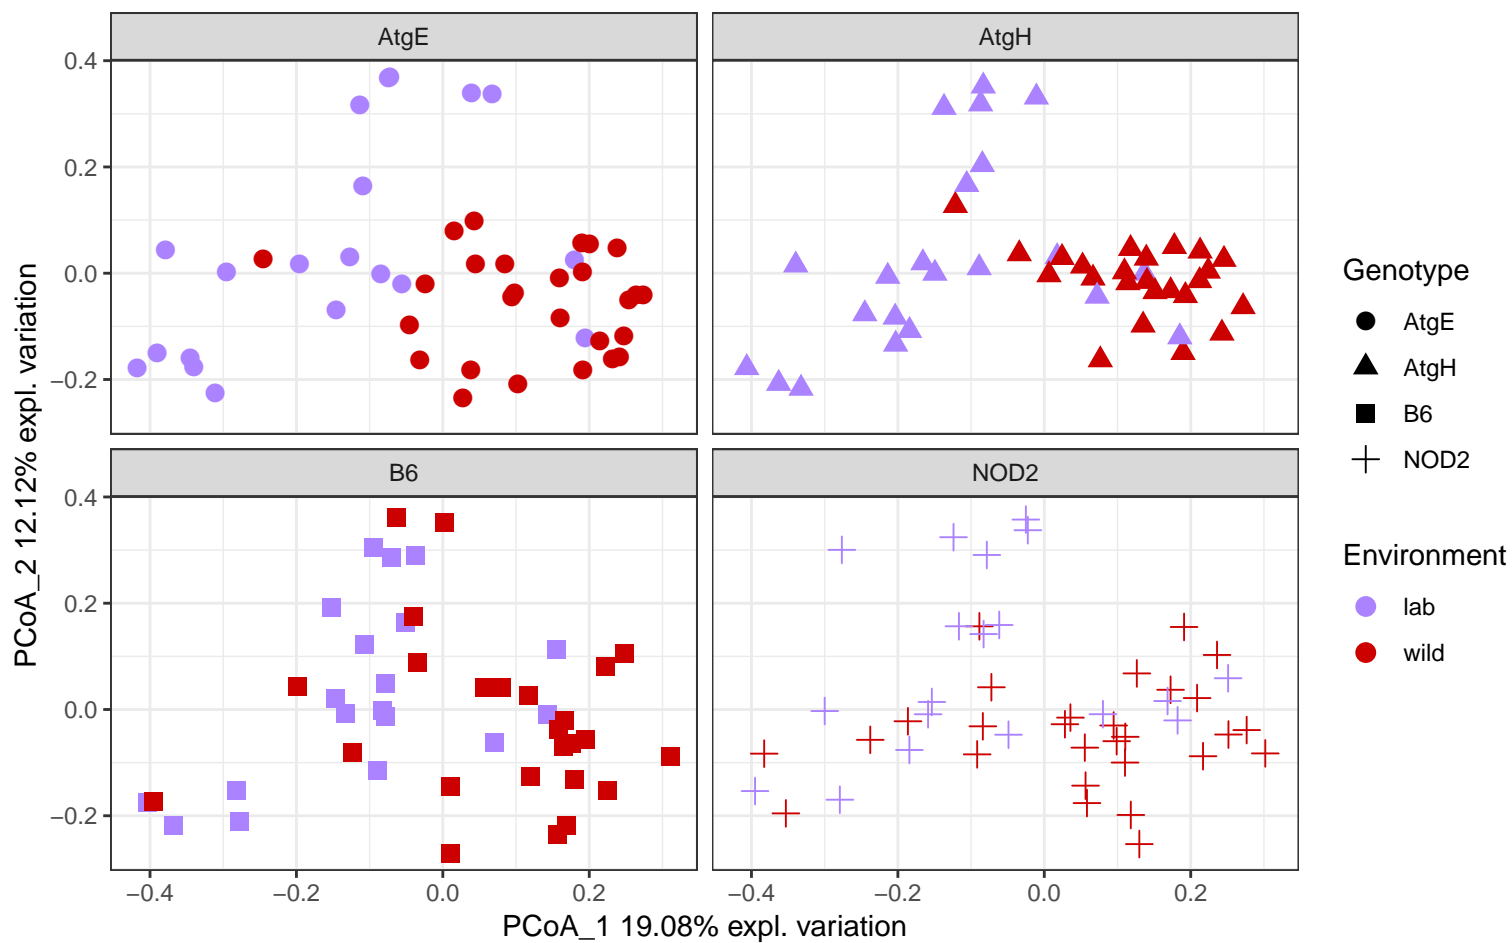 AtgE
AtgH
0.4
0.2
0.0
−0.2
B6
NOD2
0.4
0.2
0.0
−0.2
−0.4
−0.2
0.0
0.2
−0.4
−0.2
0.0
0.2
PCoA_1 19.08% expl. variation
PCoA_2 12.12% expl. variation
Genotype
AtgE
AtgH
B6
NOD2
Environment
lab
wild